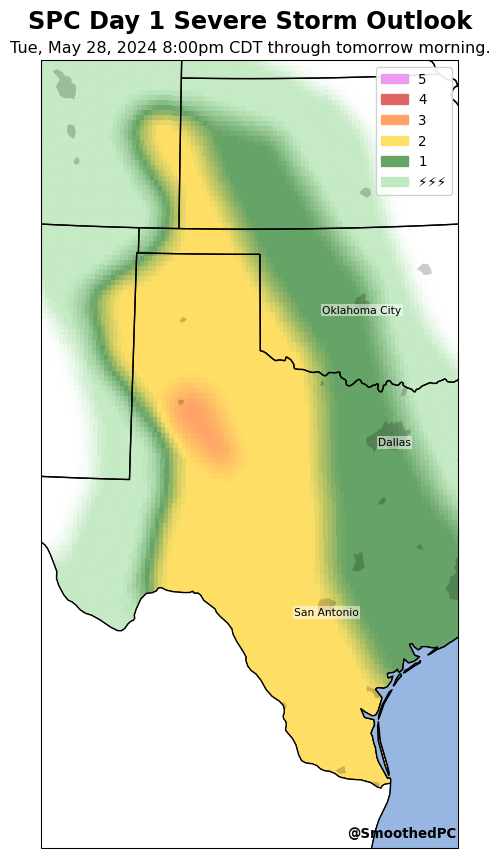 SPC Day 1 Severe Storm Outlook
Tue, May 28, 2024 8:00pm CDT through tomorrow morning.
5
4
3
2
1
⚡⚡⚡
Oklahoma City
Dallas
San Antonio
@SmoothedPC